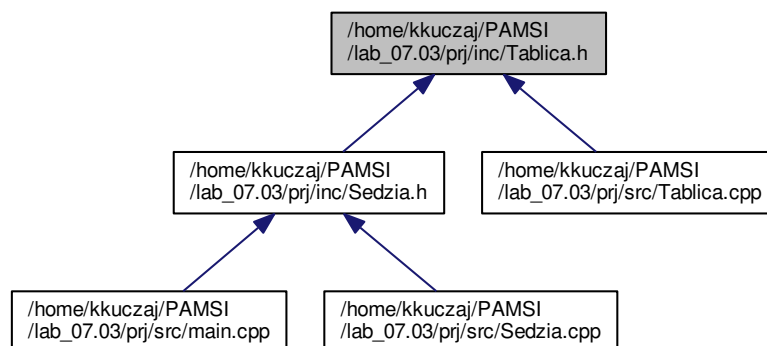 /home/kkuczaj/PAMSI
/lab_07.03/prj/inc/Tablica.h
/home/kkuczaj/PAMSI
/lab_07.03/prj/inc/Sedzia.h
/home/kkuczaj/PAMSI
/lab_07.03/prj/src/Tablica.cpp
/home/kkuczaj/PAMSI
/lab_07.03/prj/src/main.cpp
/home/kkuczaj/PAMSI
/lab_07.03/prj/src/Sedzia.cpp